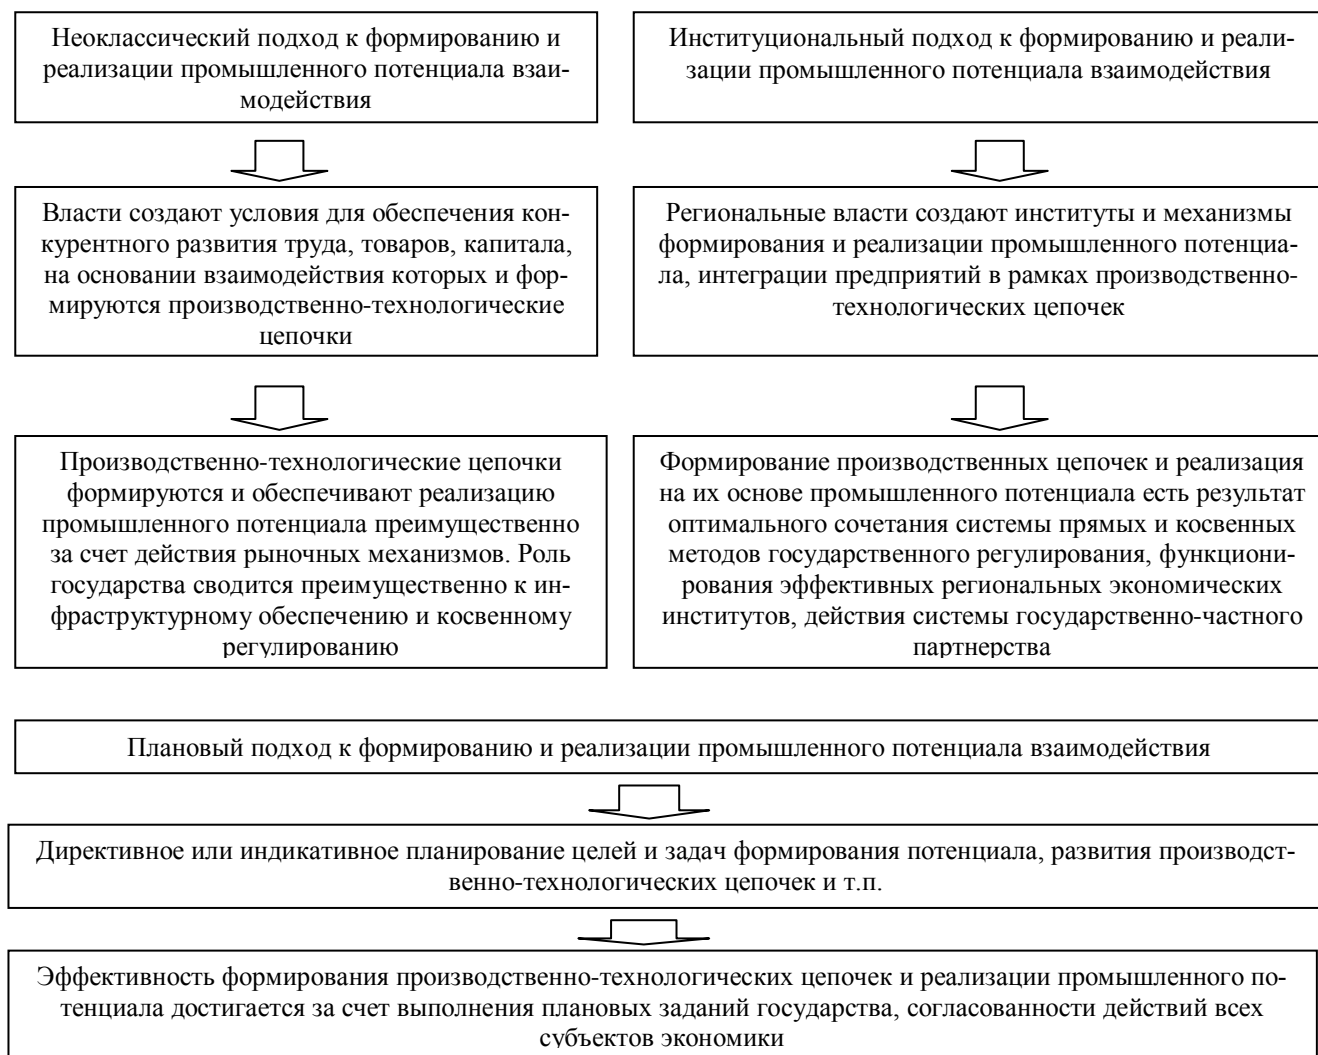 Неоклассический подход к формированию и
реализации промышленного потенциала взаи-
модействия
Институциональный подход к формированию и реали-
зации промышленного потенциала взаимодействия
Власти создают условия для обеспечения кон-
курентного развития труда, товаров, капитала,
на основании взаимодействия которых и фор-
мируются производственно-технологические
цепочки
Региональные власти создают институты и механизмы
формирования и реализации промышленного потенциа-
ла, интеграции предприятий в рамках производственно-
технологических цепочек
Производственно-технологические цепочки
формируются и обеспечивают реализацию
промышленного потенциала преимущественно
за счет действия рыночных механизмов. Роль
государства сводится преимущественно к ин-
фраструктурному обеспечению и косвенному
регулированию
Формирование производственных цепочек и реализация
на их основе промышленного потенциала есть результат
оптимального сочетания системы прямых и косвенных
методов государственного регулирования, функциони-
рования эффективных региональных экономических
институтов, действия системы государственно-частного
партнерства
Плановый подход к формированию и реализации промышленного потенциала взаимодействия
Директивное или индикативное планирование целей и задач формирования потенциала, развития производст-
венно-технологических цепочек и т.п.
Эффективность формирования производственно-технологических цепочек и реализации промышленного по-
тенциала достигается за счет выполнения плановых заданий государства, согласованности действий всех
субъектов экономики